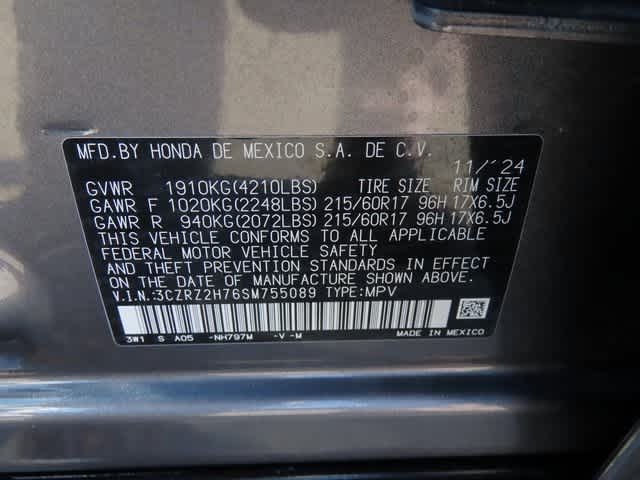 MFD.BY HONDA DE MEXICO S.A. DE C.V.
11/´24
GVWR 1910KG(4210LBS) TIRE SIZE RIM SIZE
GAWR F 1020KG(2248LBS) 215/60R17 96H 17X6.5J
GAWR R 940KG(2072LBS) 215/60R17 96H 17X6.5J
THIS VEHICLE CONFORMS TO ALL APPLICABLE
FEDERAL MOTOR VEHICLE SAFETY
AND THEFT PREVENTION STANDARDS IN EFFECT
ON THE DATE OF MANUFACTURE SHOWN ABOVE.
V.I.N.:3CZRZ2H76SM755089 TYPE:MPV
3W1 S A05 -NH797M -V -M MADE IN MEXICO